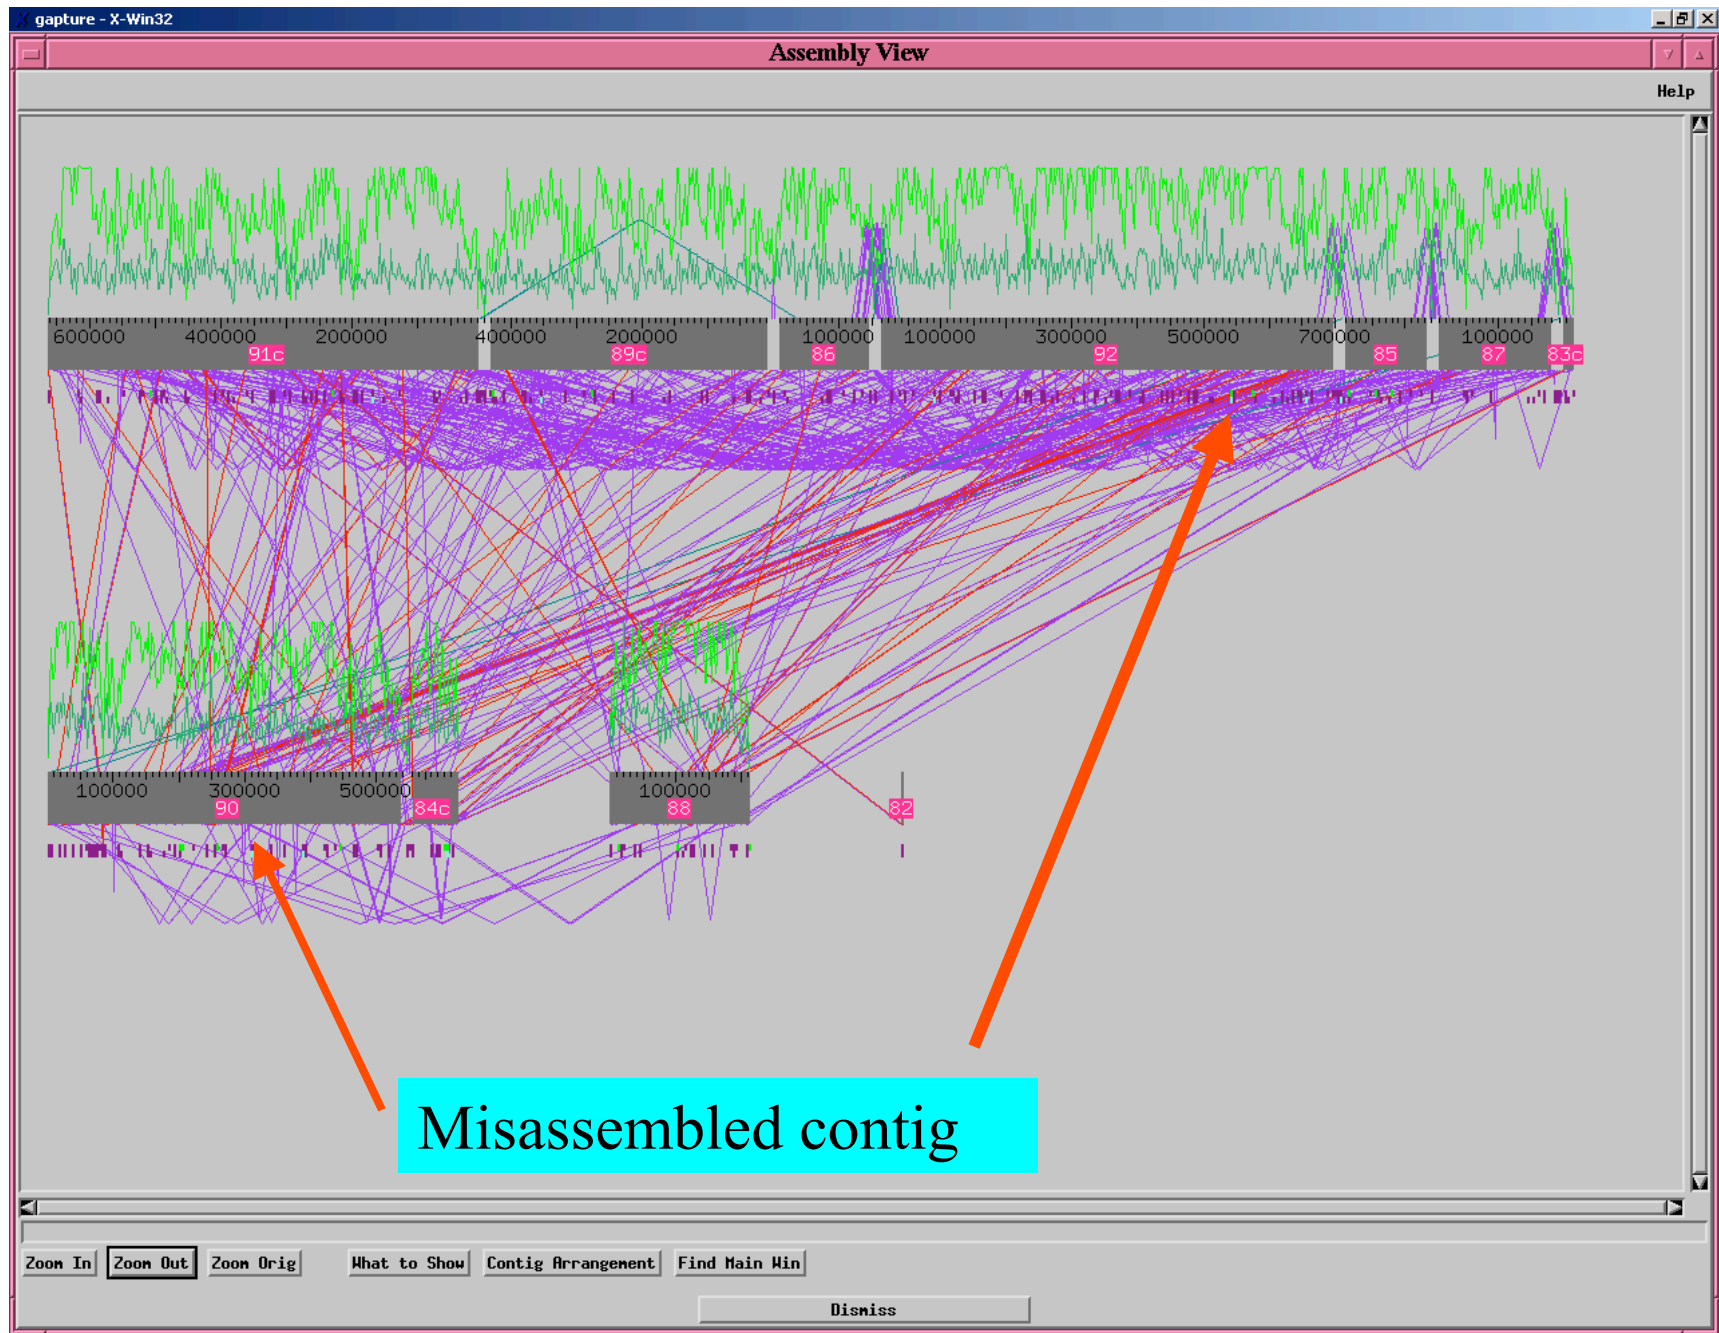 gapture - X-Win32
Assembly View
Help
600000 400000 200000 400000 200000 100000 100000 300000 500000 700000 100000
91c 89c 86 92 85 87 83c
100000 300000 500000 100000
90 84c 88 82
Misassembled contig
Zoom In Zoom Out Zoom Orig What to Show Contig Arrangement Find Main Win
Dismiss